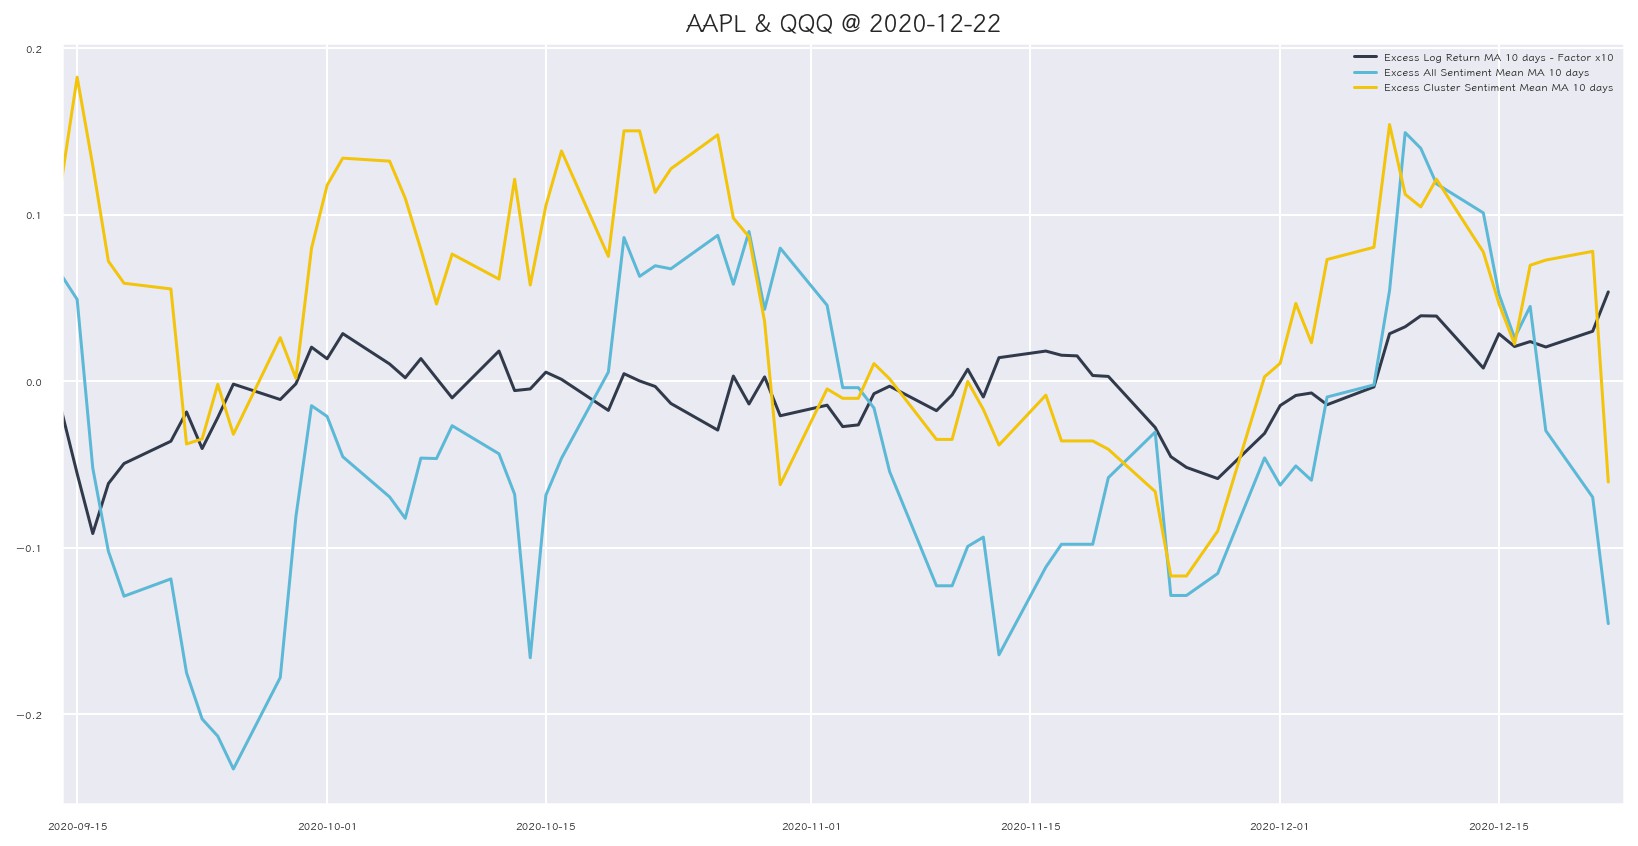 AAPL & QQQ @ 2020-12-22
Excess Log Return MA 10 days - Factor x10
Excess All Sentiment Mean MA 10 days
Excess Cluster Sentiment Mean MA 10 days
0.2
0.1
0.0
−0.1
−0.2
2020-09-15 2020-10-01 2020-10-15 2020-11-01 2020-11-15 2020-12-01 2020-12-15